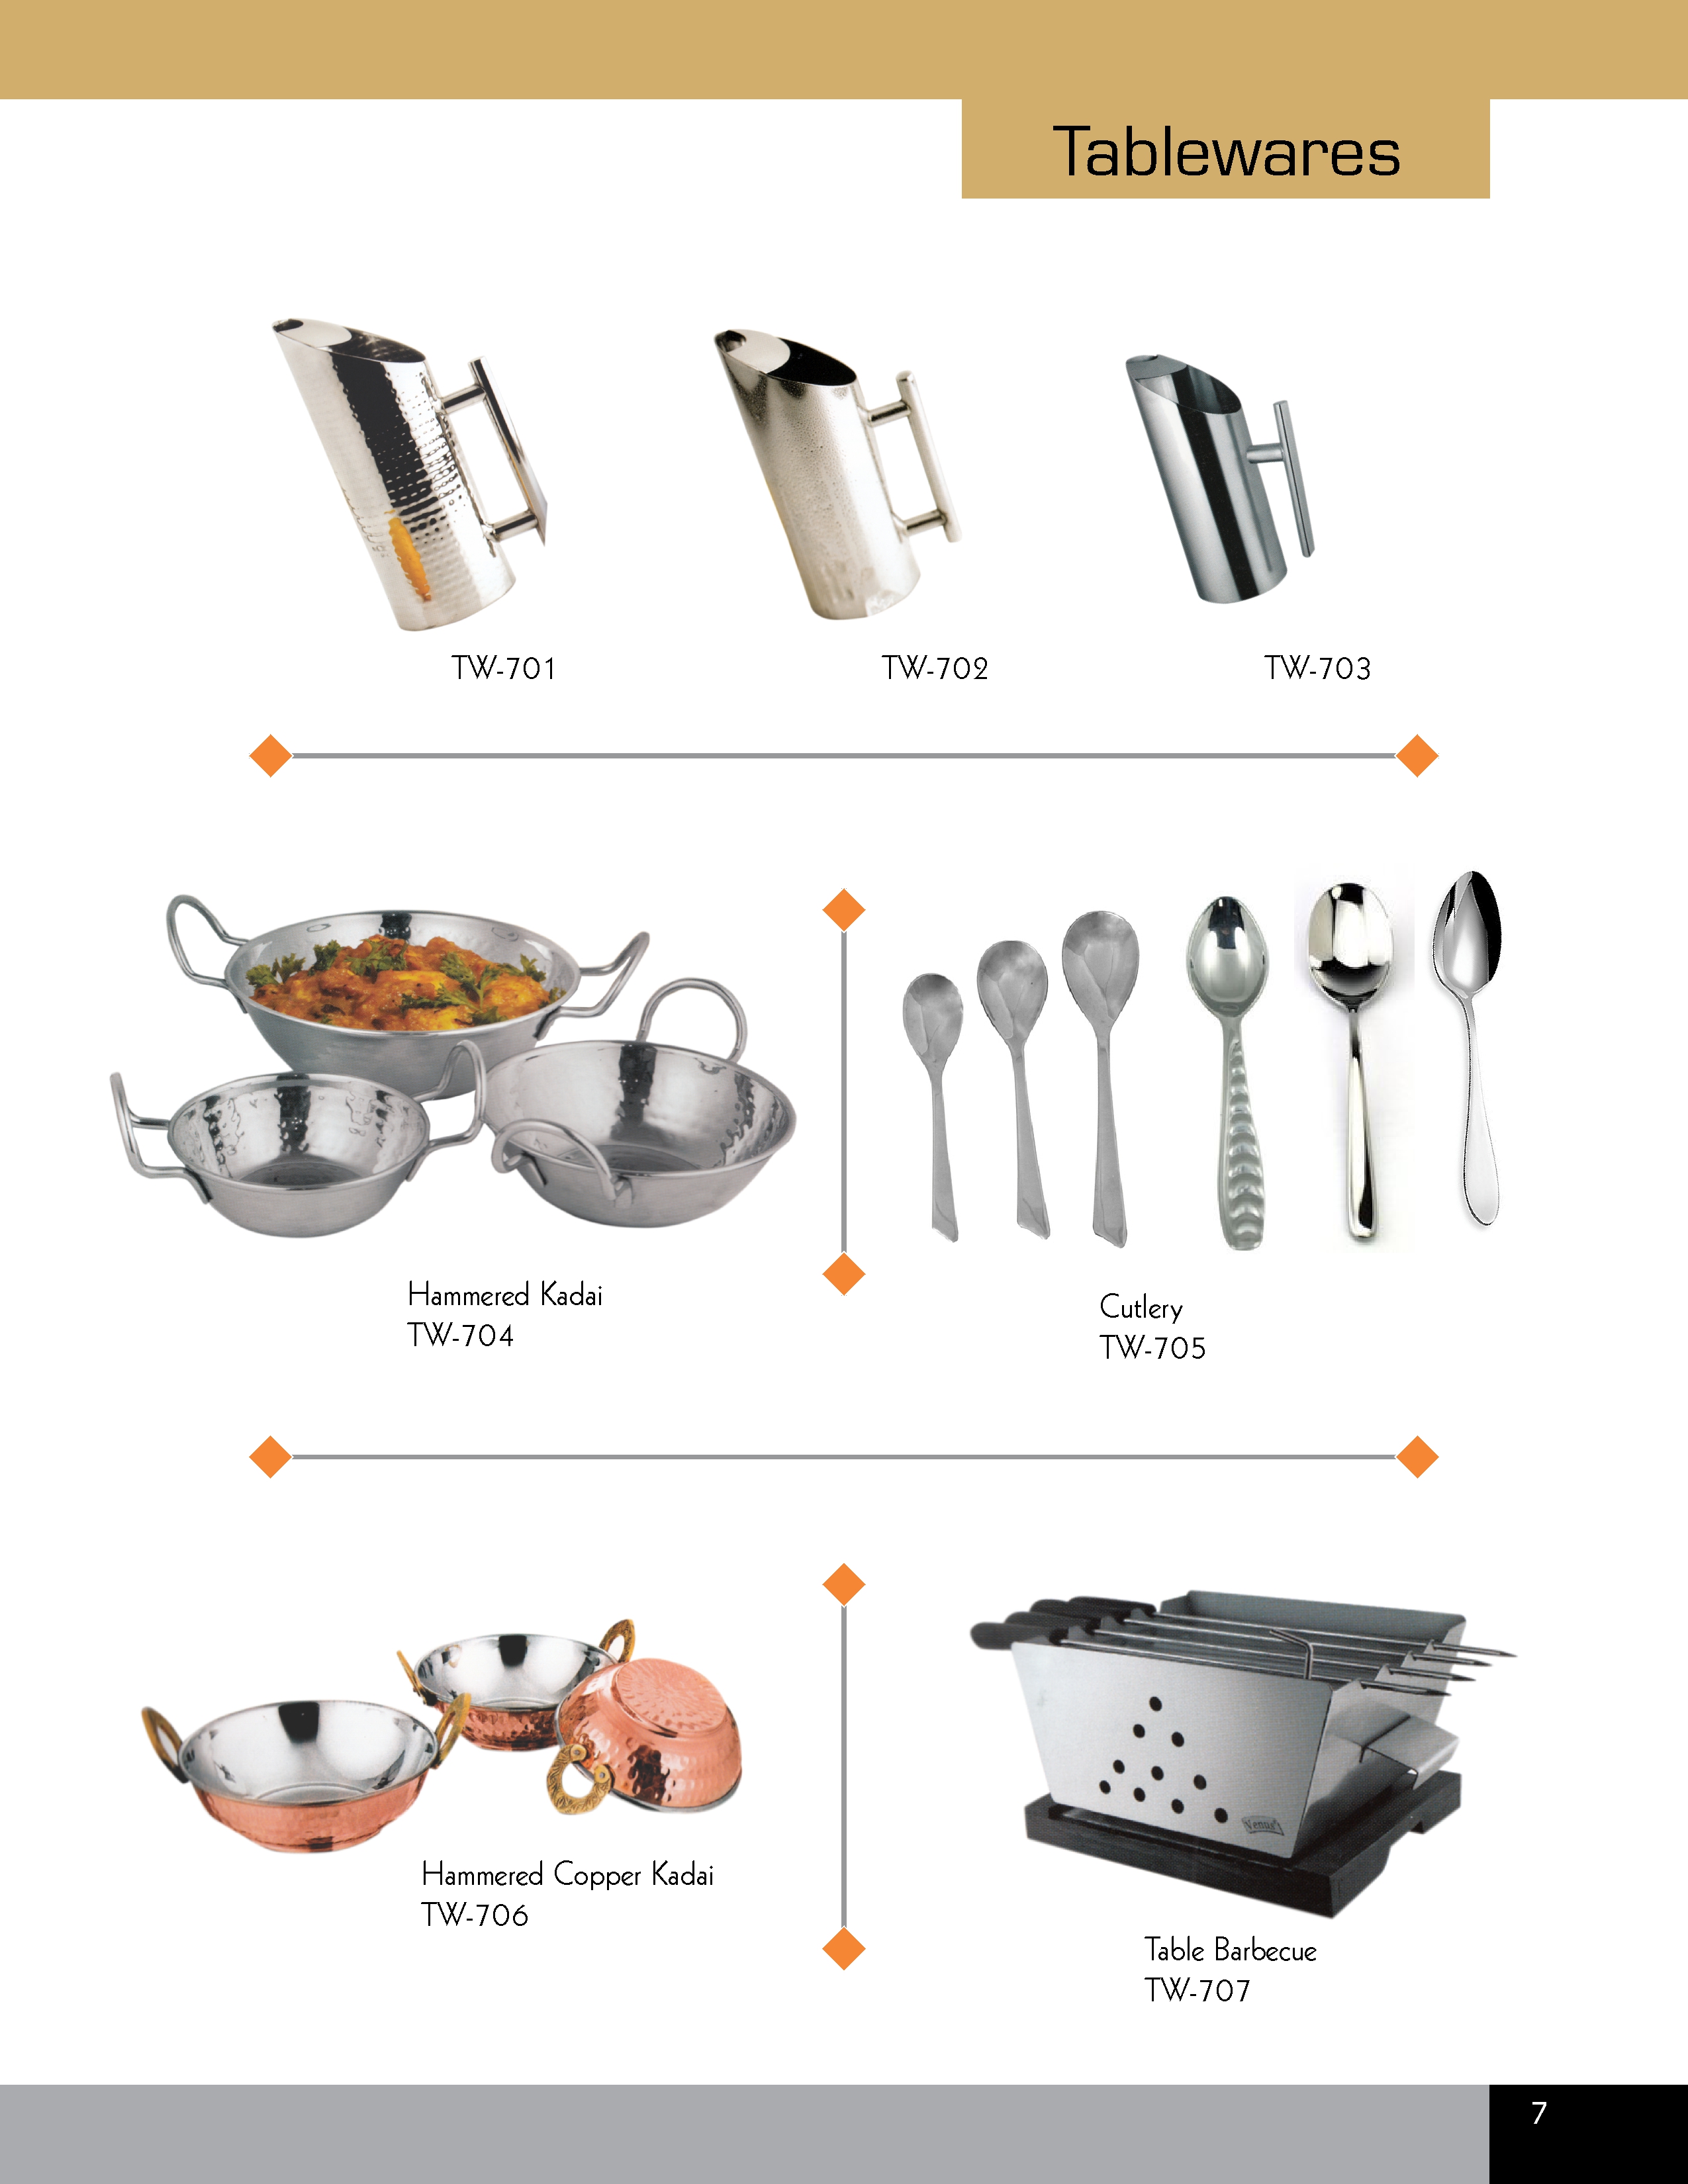 Tablewares
TW-701
TW-702
TW-703
Hammered Kadai
TW-704
Cutlery
TW-705
Venus
Hammered Copper Kadai
TW-706
Table Barbecue
TW-707
7